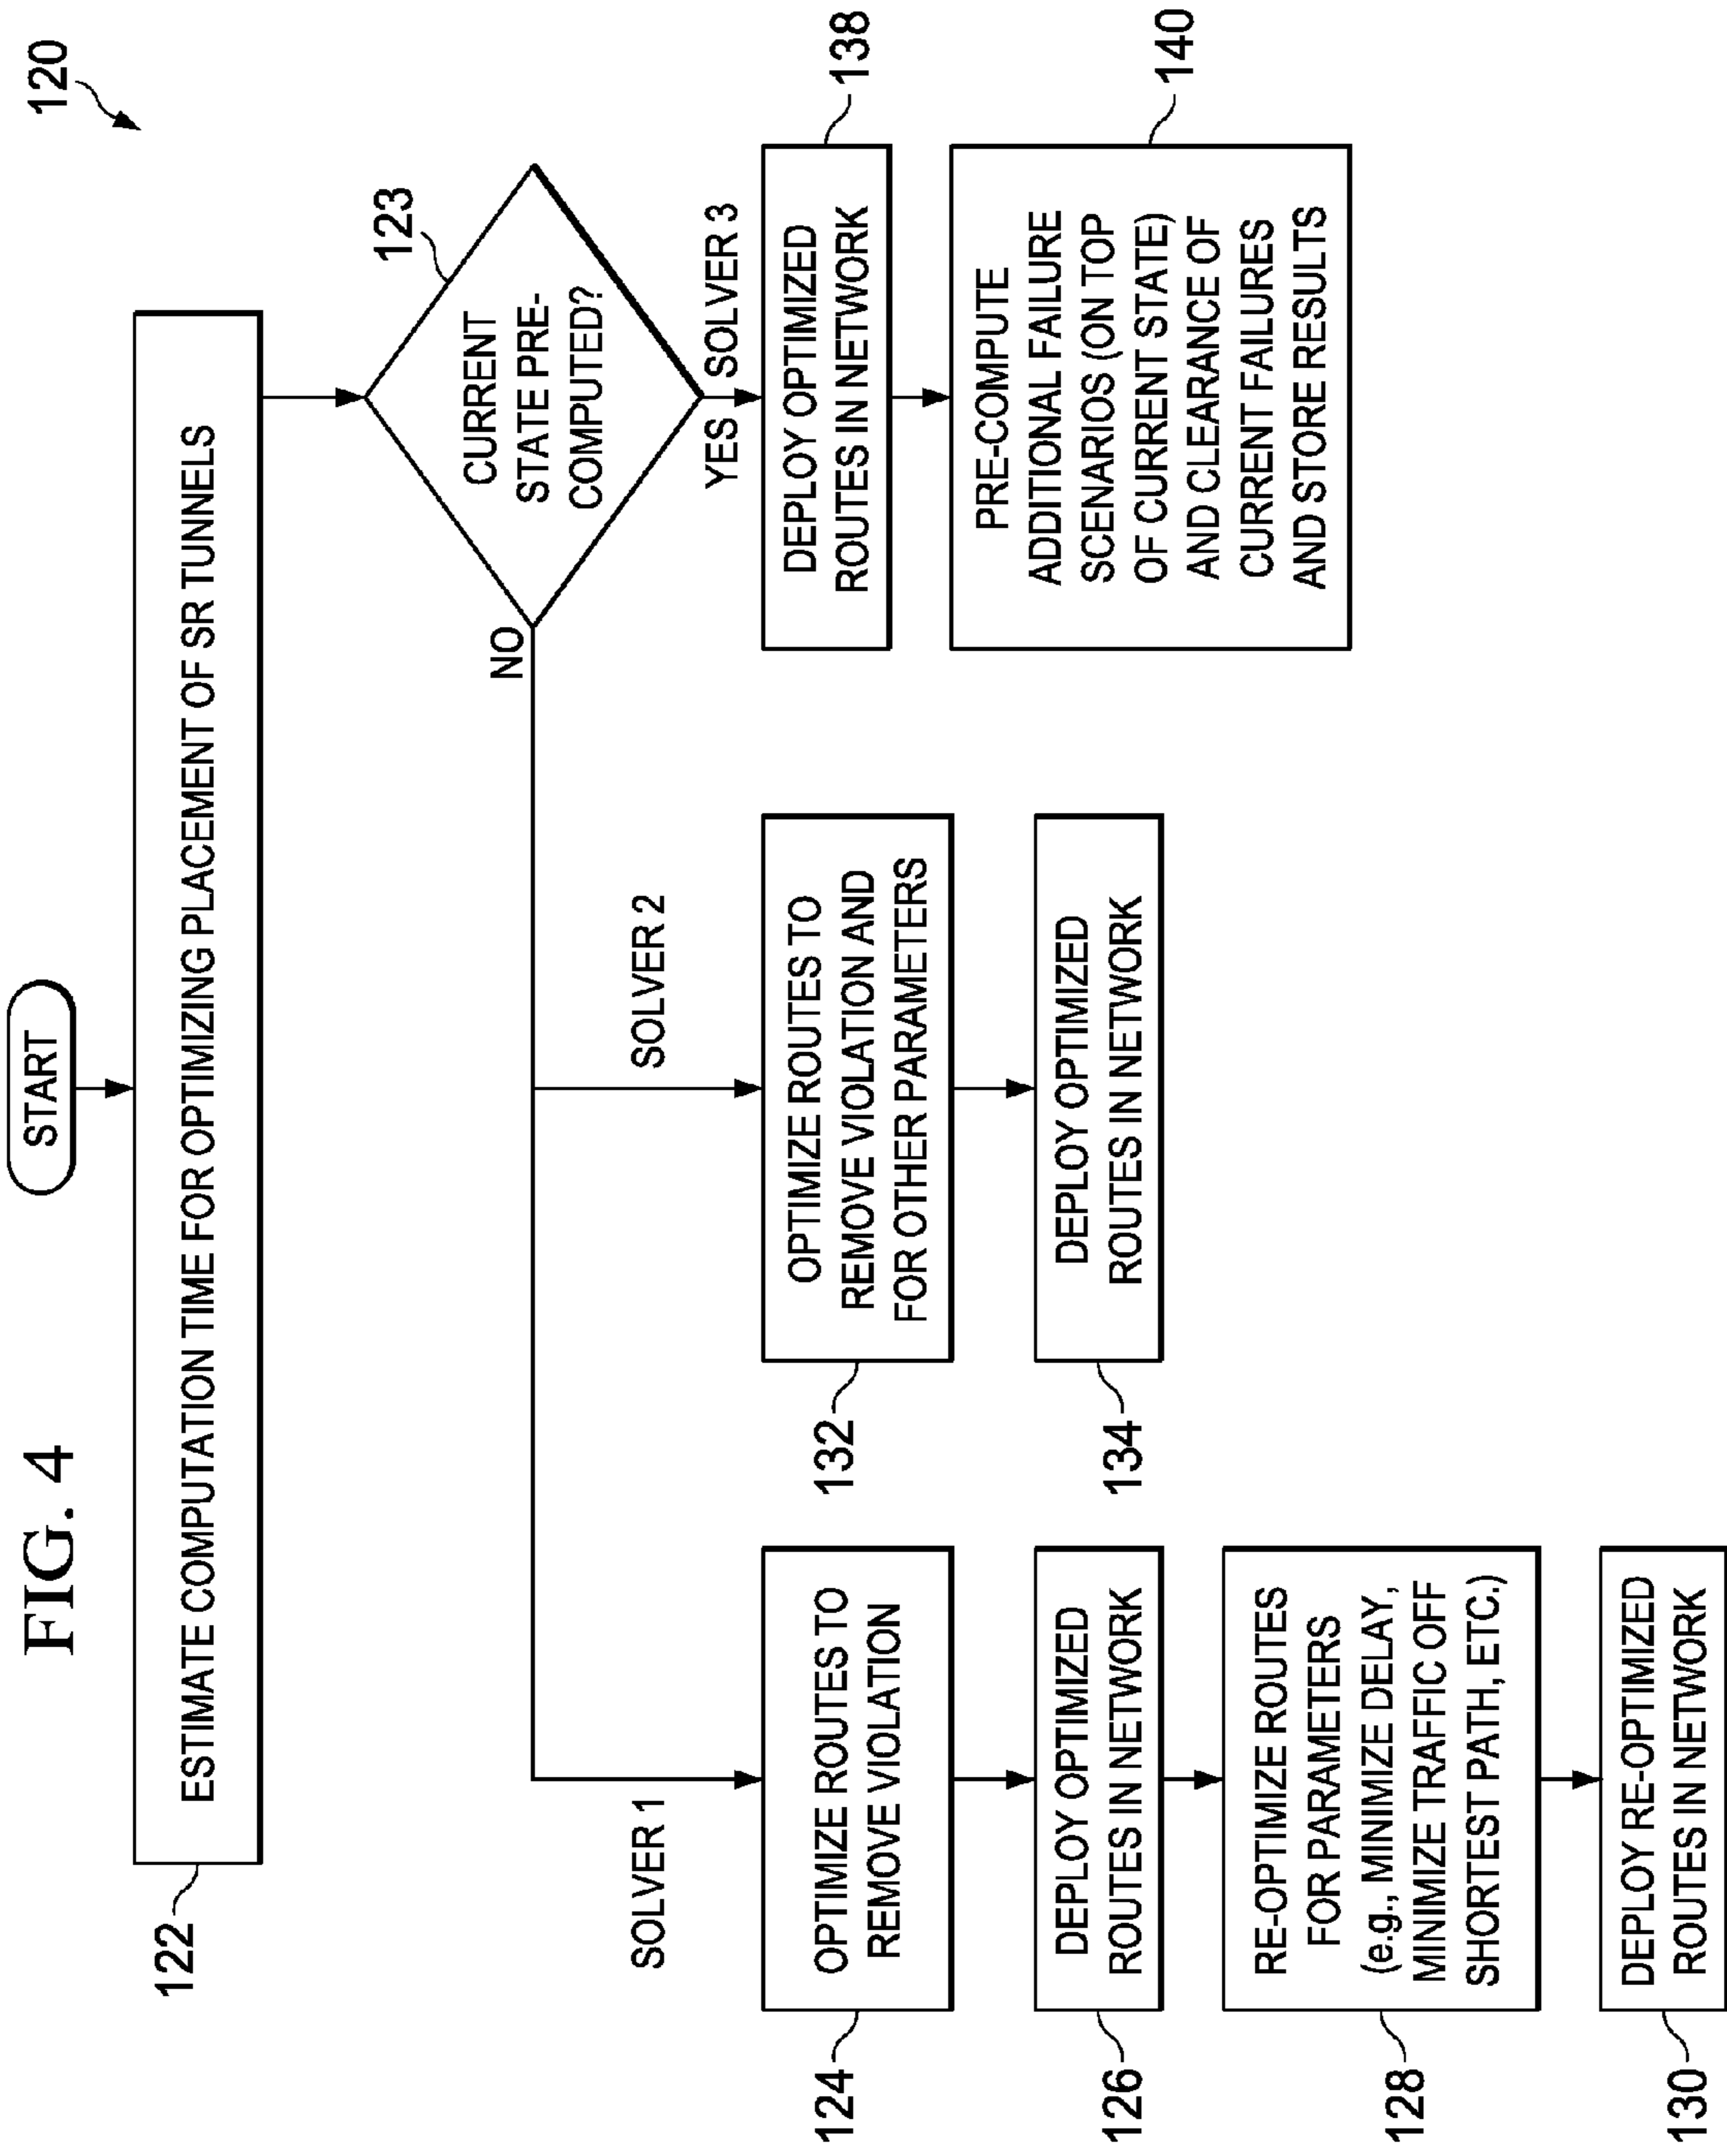 FIG. 4
120
START
122
ESTIMATE COMPUTATION TIME FOR OPTIMIZING PLACEMENT OF SR TUNNELS
123
CURRENT
STATE PRE-
COMPUTED?
NO
YES
SOLVER 3
SOLVER 1
SOLVER 2
124
OPTIMIZE ROUTES TO
REMOVE VIOLATION
126
DEPLOY OPTIMIZED
ROUTES IN NETWORK
128
RE-OPTIMIZE ROUTES
FOR PARAMETERS
(e.g., MINIMIZE DELAY,
MINIMIZE TRAFFIC OFF
SHORTEST PATH, ETC.)
130
DEPLOY RE-OPTIMIZED
ROUTES IN NETWORK
132
OPTIMIZE ROUTES TO
REMOVE VIOLATION AND
FOR OTHER PARAMETERS
134
DEPLOY OPTIMIZED
ROUTES IN NETWORK
138
DEPLOY OPTIMIZED
ROUTES IN NETWORK
140
PRE-COMPUTE
ADDITIONAL FAILURE
SCENARIOS (ON TOP
OF CURRENT STATE)
AND CLEARANCE OF
CURRENT FAILURES
AND STORE RESULTS